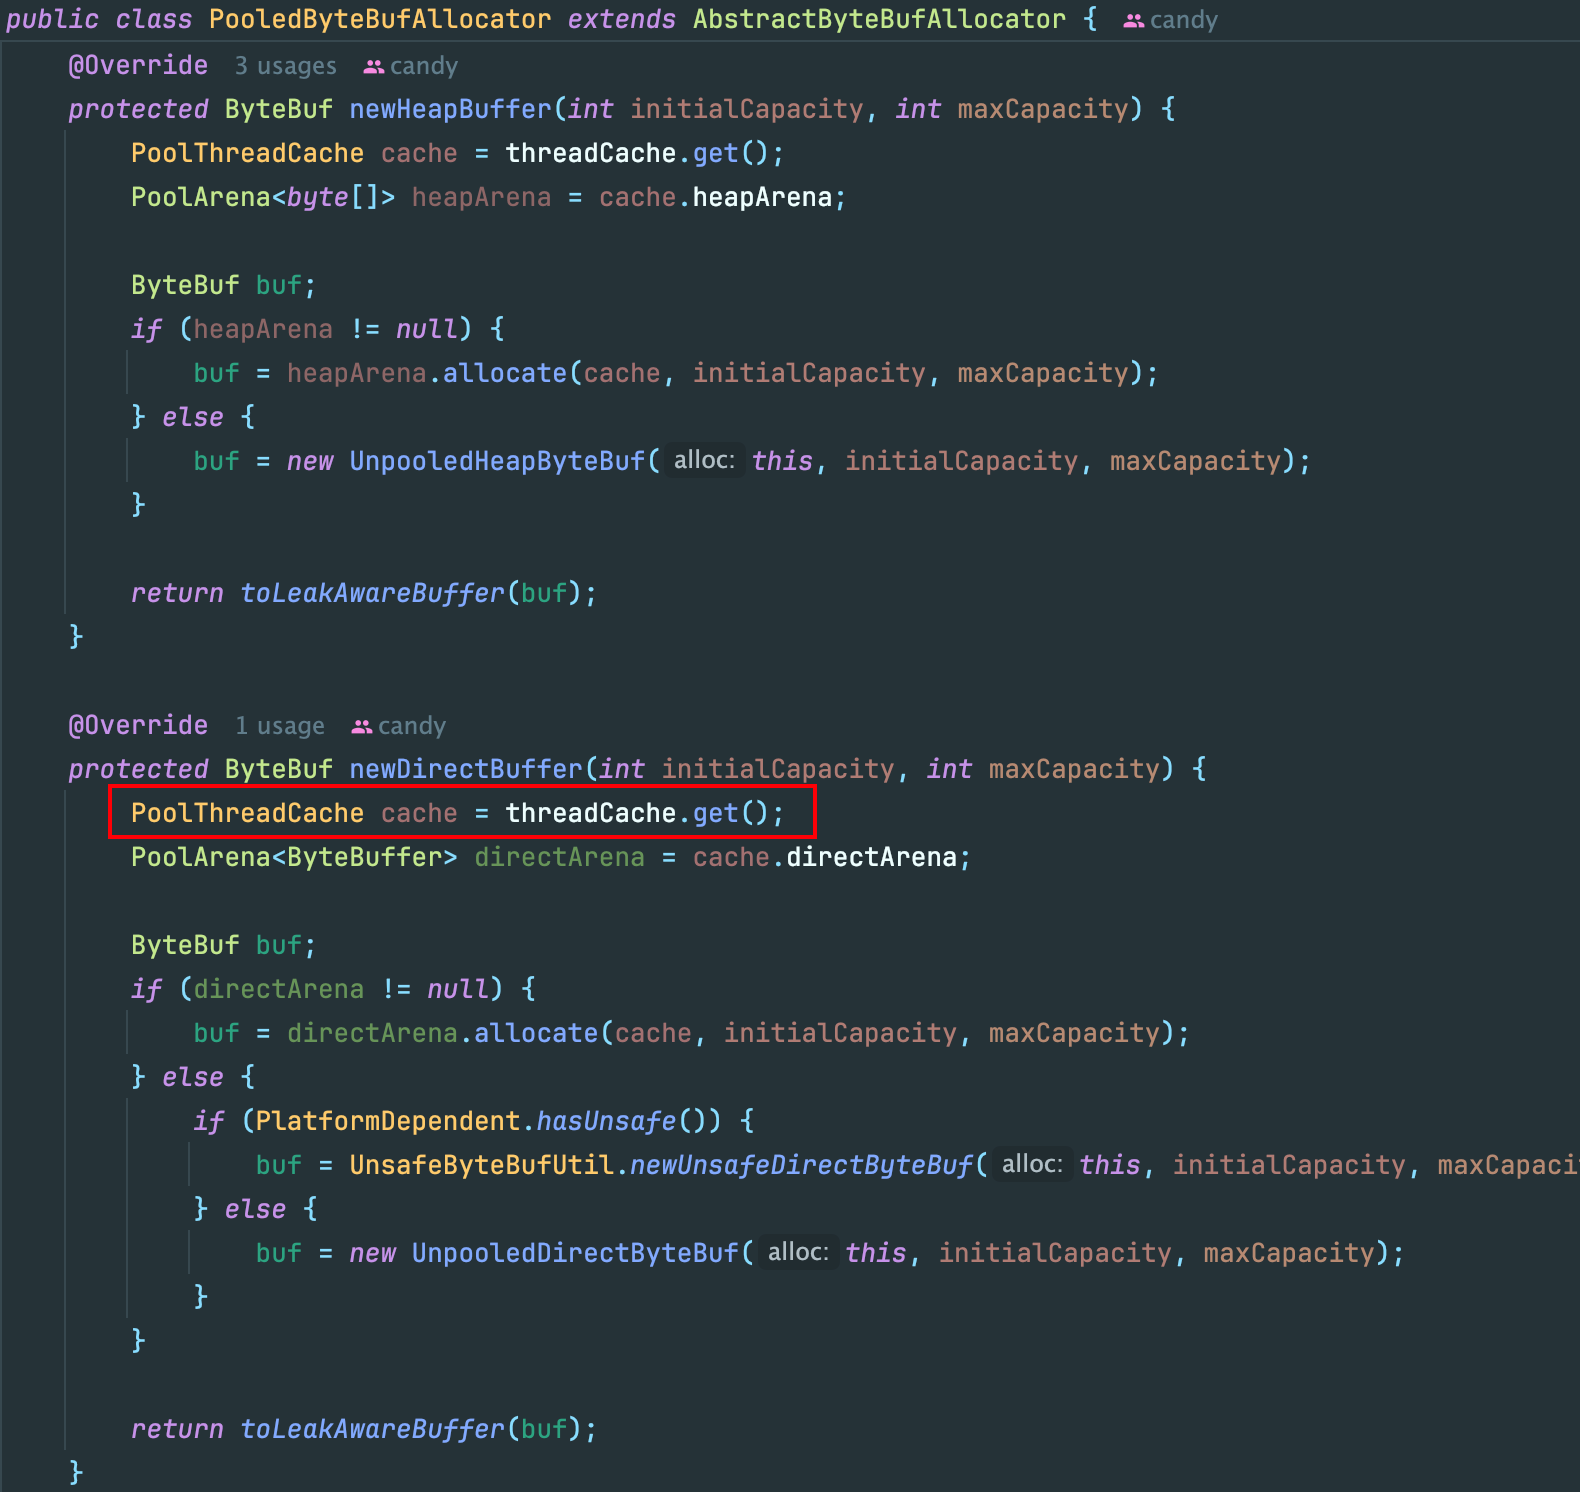 public class PooledByteBufAllocator extends AbstractByteBufAllocator { candy
@Override 3 usages candy
protected ByteBuf newHeapBuffer(int initialCapacity, int maxCapacity) {
PoolThreadCache cache = threadCache.get();
PoolArena<byte[]> heapArena = cache.heapArena;
ByteBuf buf;
if (heapArena != null) {
buf = heapArena.allocate(cache, initialCapacity, maxCapacity);
} else {
buf = new UnpooledHeapByteBuf( alloc: this, initialCapacity, maxCapacity);
}
return toLeakAwareBuffer(buf);
}
@Override 1 usage candy
protected ByteBuf newDirectBuffer(int initialCapacity, int maxCapacity) {
PoolThreadCache cache = threadCache.get();
PoolArena<ByteBuffer> directArena = cache.directArena;
ByteBuf buf;
if (directArena != null) {
buf = directArena.allocate(cache, initialCapacity, maxCapacity);
} else {
if (PlatformDependent.hasUnsafe()) {
buf = UnsafeByteBufUtil.newUnsafeDirectByteBuf( alloc: this, initialCapacity, maxCapaci
} else {
buf = new UnpooledDirectByteBuf( alloc: this, initialCapacity, maxCapacity);
}
}
return toLeakAwareBuffer(buf);
}